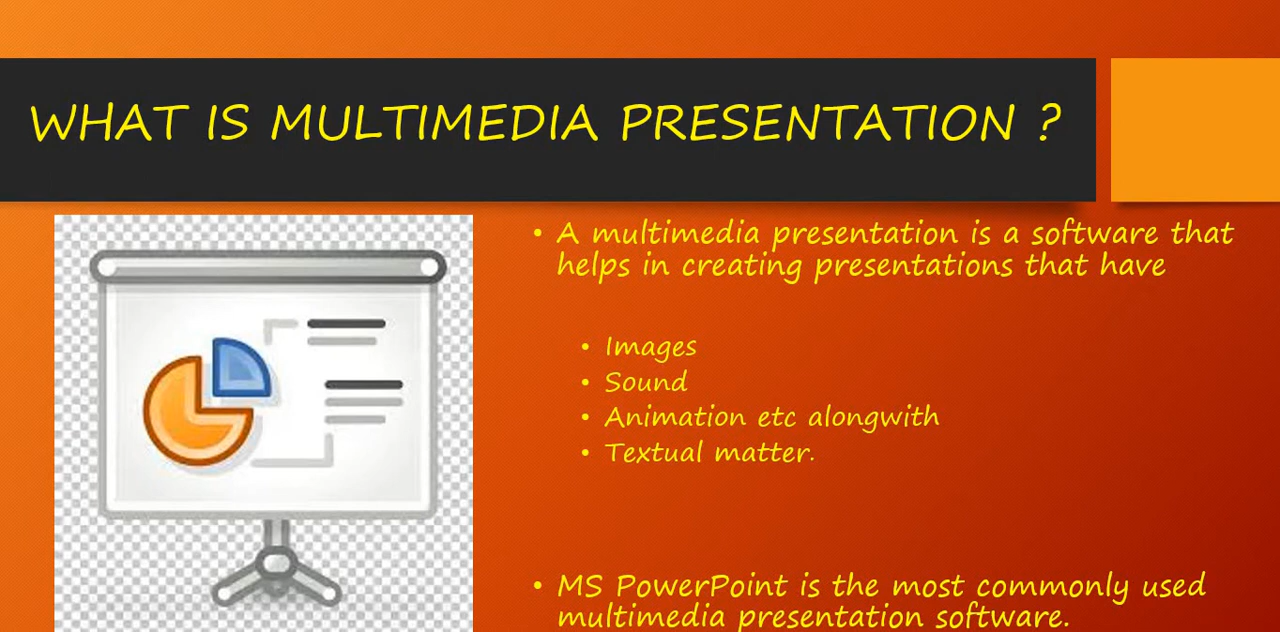 WHAT IS MULTIMEDIA PRESENTATION ?
• A multimedia presentation is a software that
helps in creating presentations that have
• Images
• Sound
• Animation etc alongwith
• Textual matter.
• MS PowerPoint is the most commonly used
multimedia presentation software.